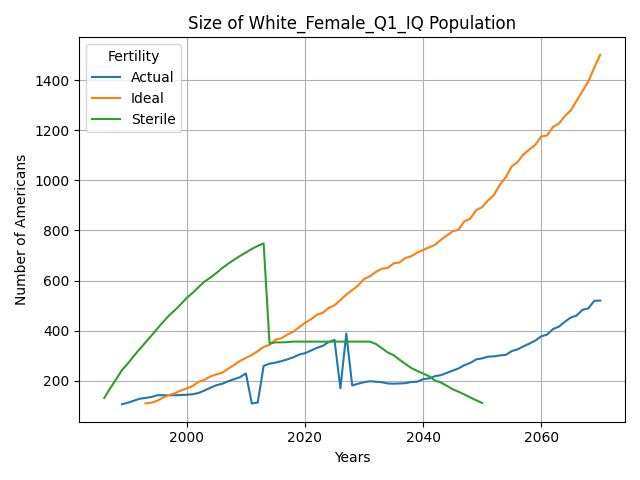 Size of White_Female_Q1_IQ Population
Fertility
Actual
Ideal
Sterile
1400
1200
1000
800
600
400
200
Number of Americans
2000
2020
2040
2060
Years